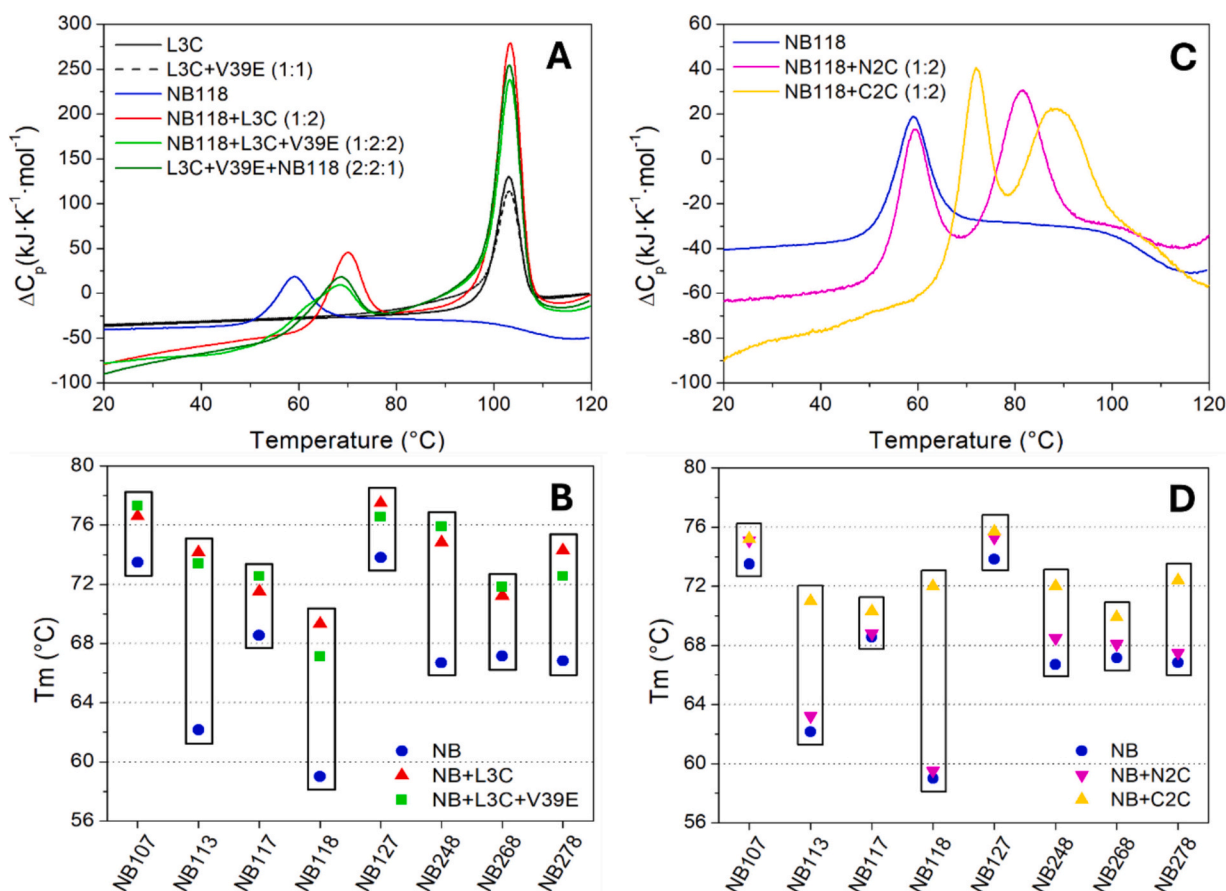 A
L3C
L3C+V39E (1:1)
NB118
NB118+L3C (1:2)
NB118+L3C+V39E (1:2:2)
L3C+V39E+NB118 (2:2:1)
300
250
200
150
100
50
0
-50
-100
ΔCp(kJ·K⁻¹·mol⁻¹)
20 40 60 80 100 120
Temperature (°C)
C
NB118
NB118+N2C (1:2)
NB118+C2C (1:2)
60
40
20
0
-20
-40
-60
-80
-100
ΔCp(kJ·K⁻¹·mol⁻¹)
20 40 60 80 100 120
Temperature (°C)
B
80
76
72
68
64
60
56
Tm (°C)
NB
NB+L3C
NB+L3C+V39E
NB107 NB113 NB117 NB118 NB127 NB248 NB268 NB278
D
80
76
72
68
64
60
56
Tm (°C)
NB
NB+N2C
NB+C2C
NB107 NB113 NB117 NB118 NB127 NB248 NB268 NB278